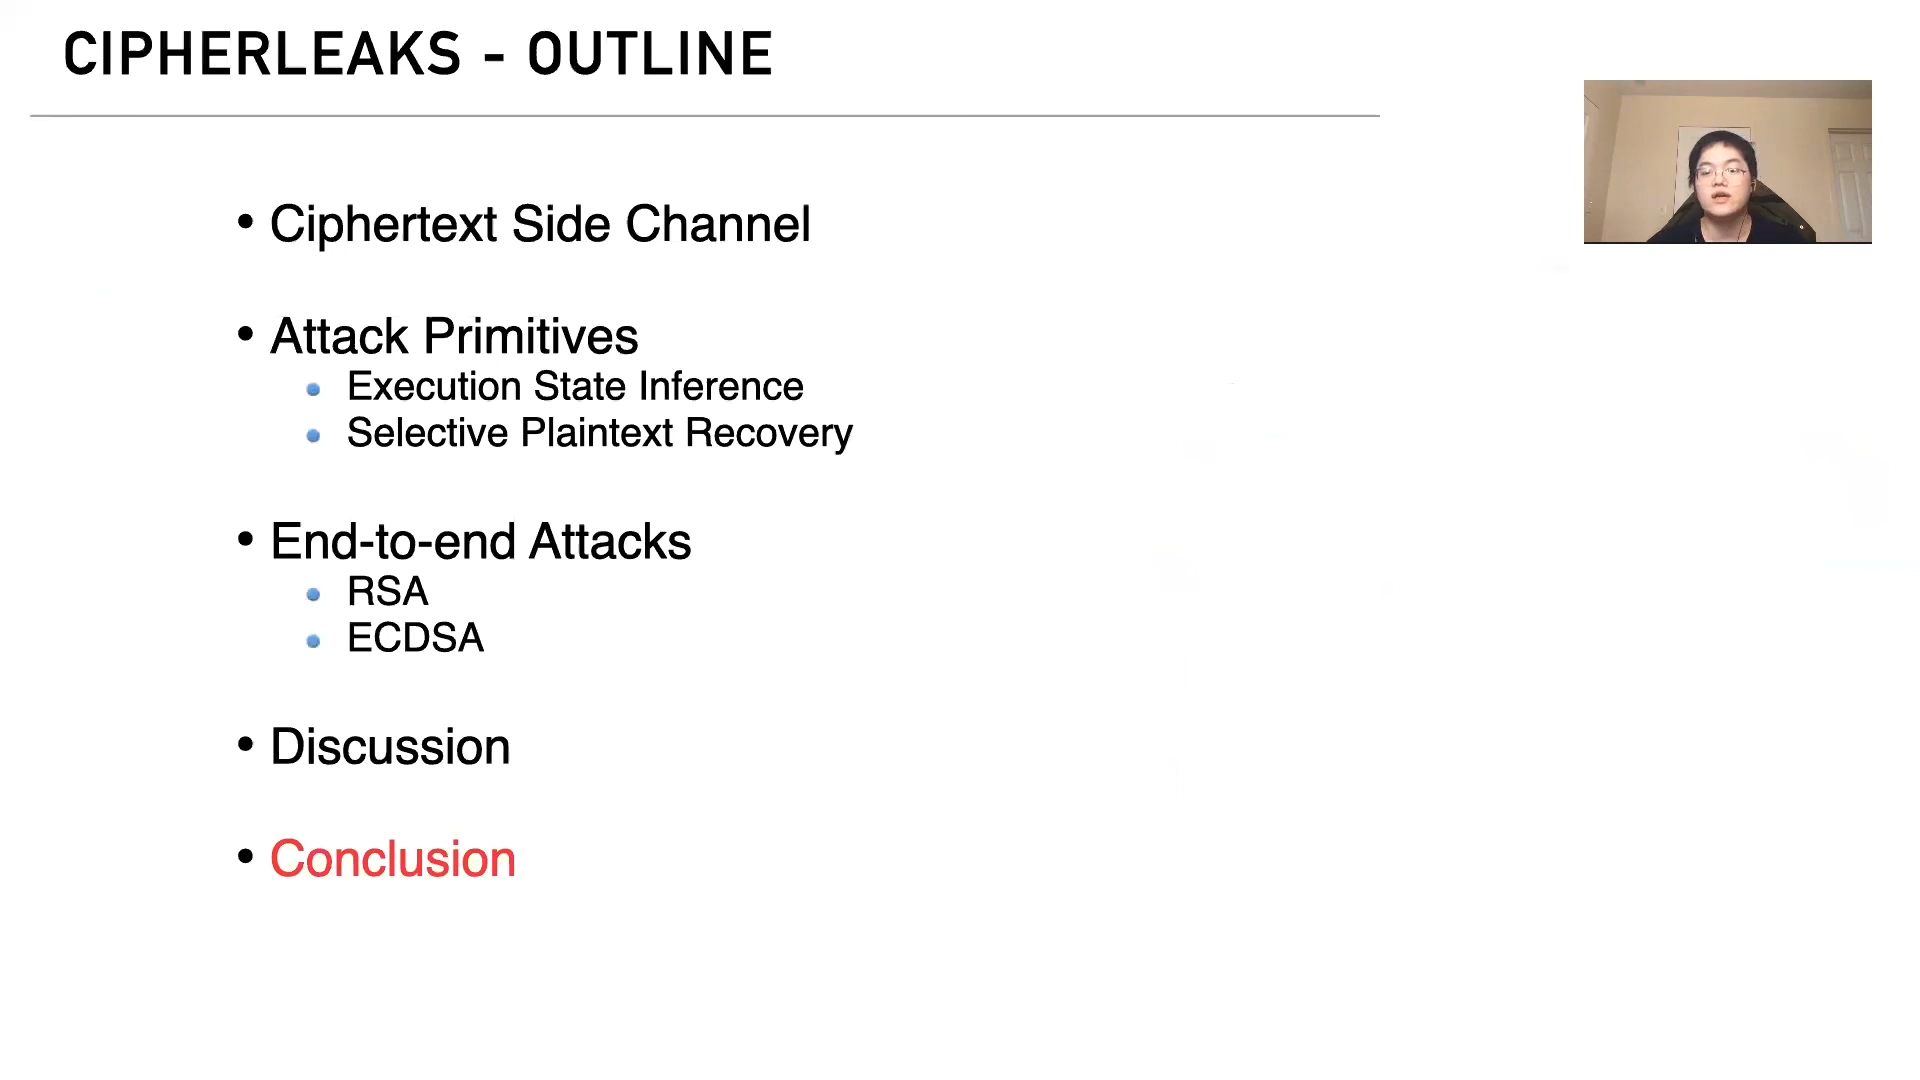 CIPHERLEAKS - OUTLINE
• Ciphertext Side Channel
• Attack Primitives
• Execution State Inference
• Selective Plaintext Recovery
• End-to-end Attacks
• RSA
• ECDSA
• Discussion
• Conclusion